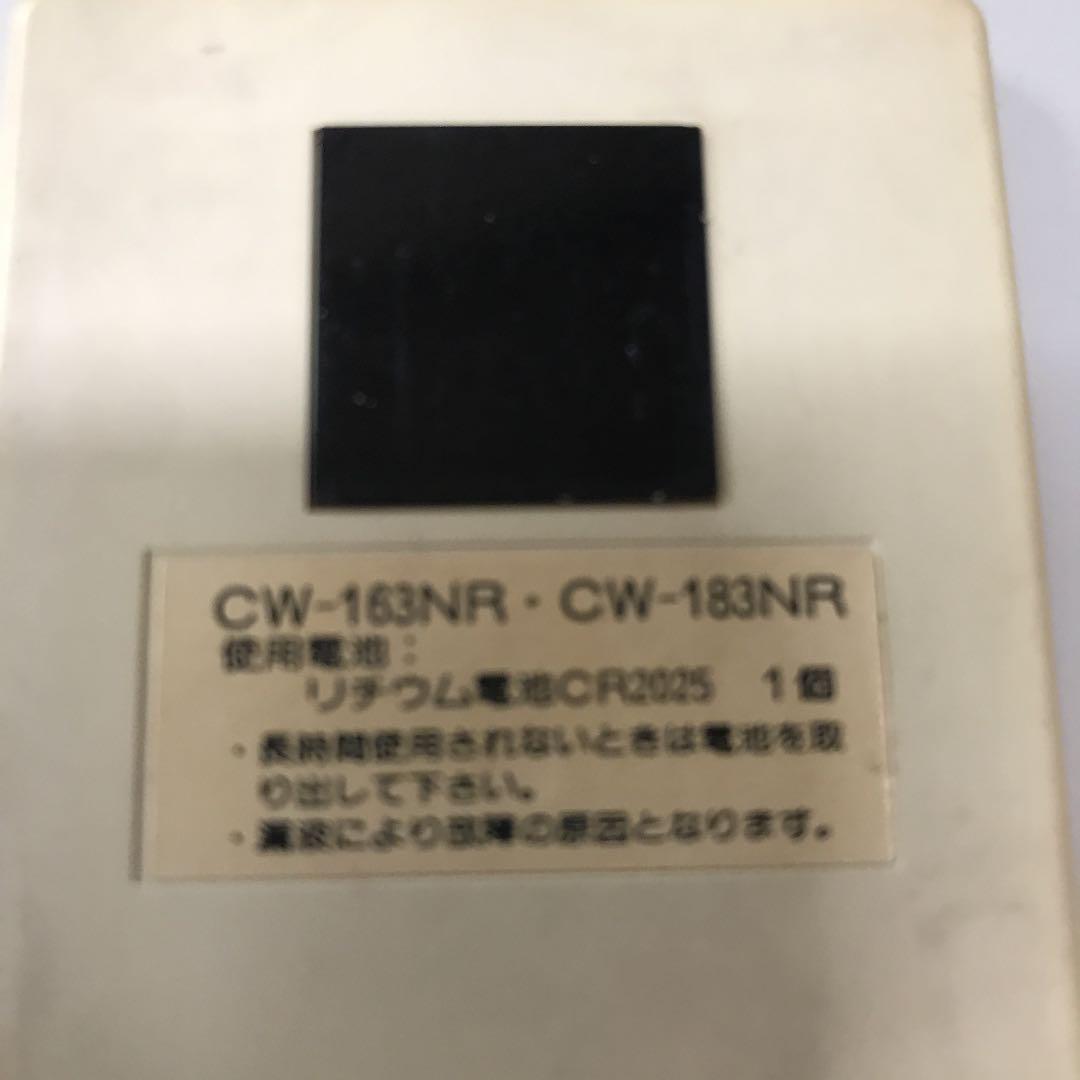 CW-163NR・CW-183NR
使用電池：
リチウム電池CR2025　1個
・長時間使用されないときは電池を取
り出して下さい。
・漏液により故障の原因となります。